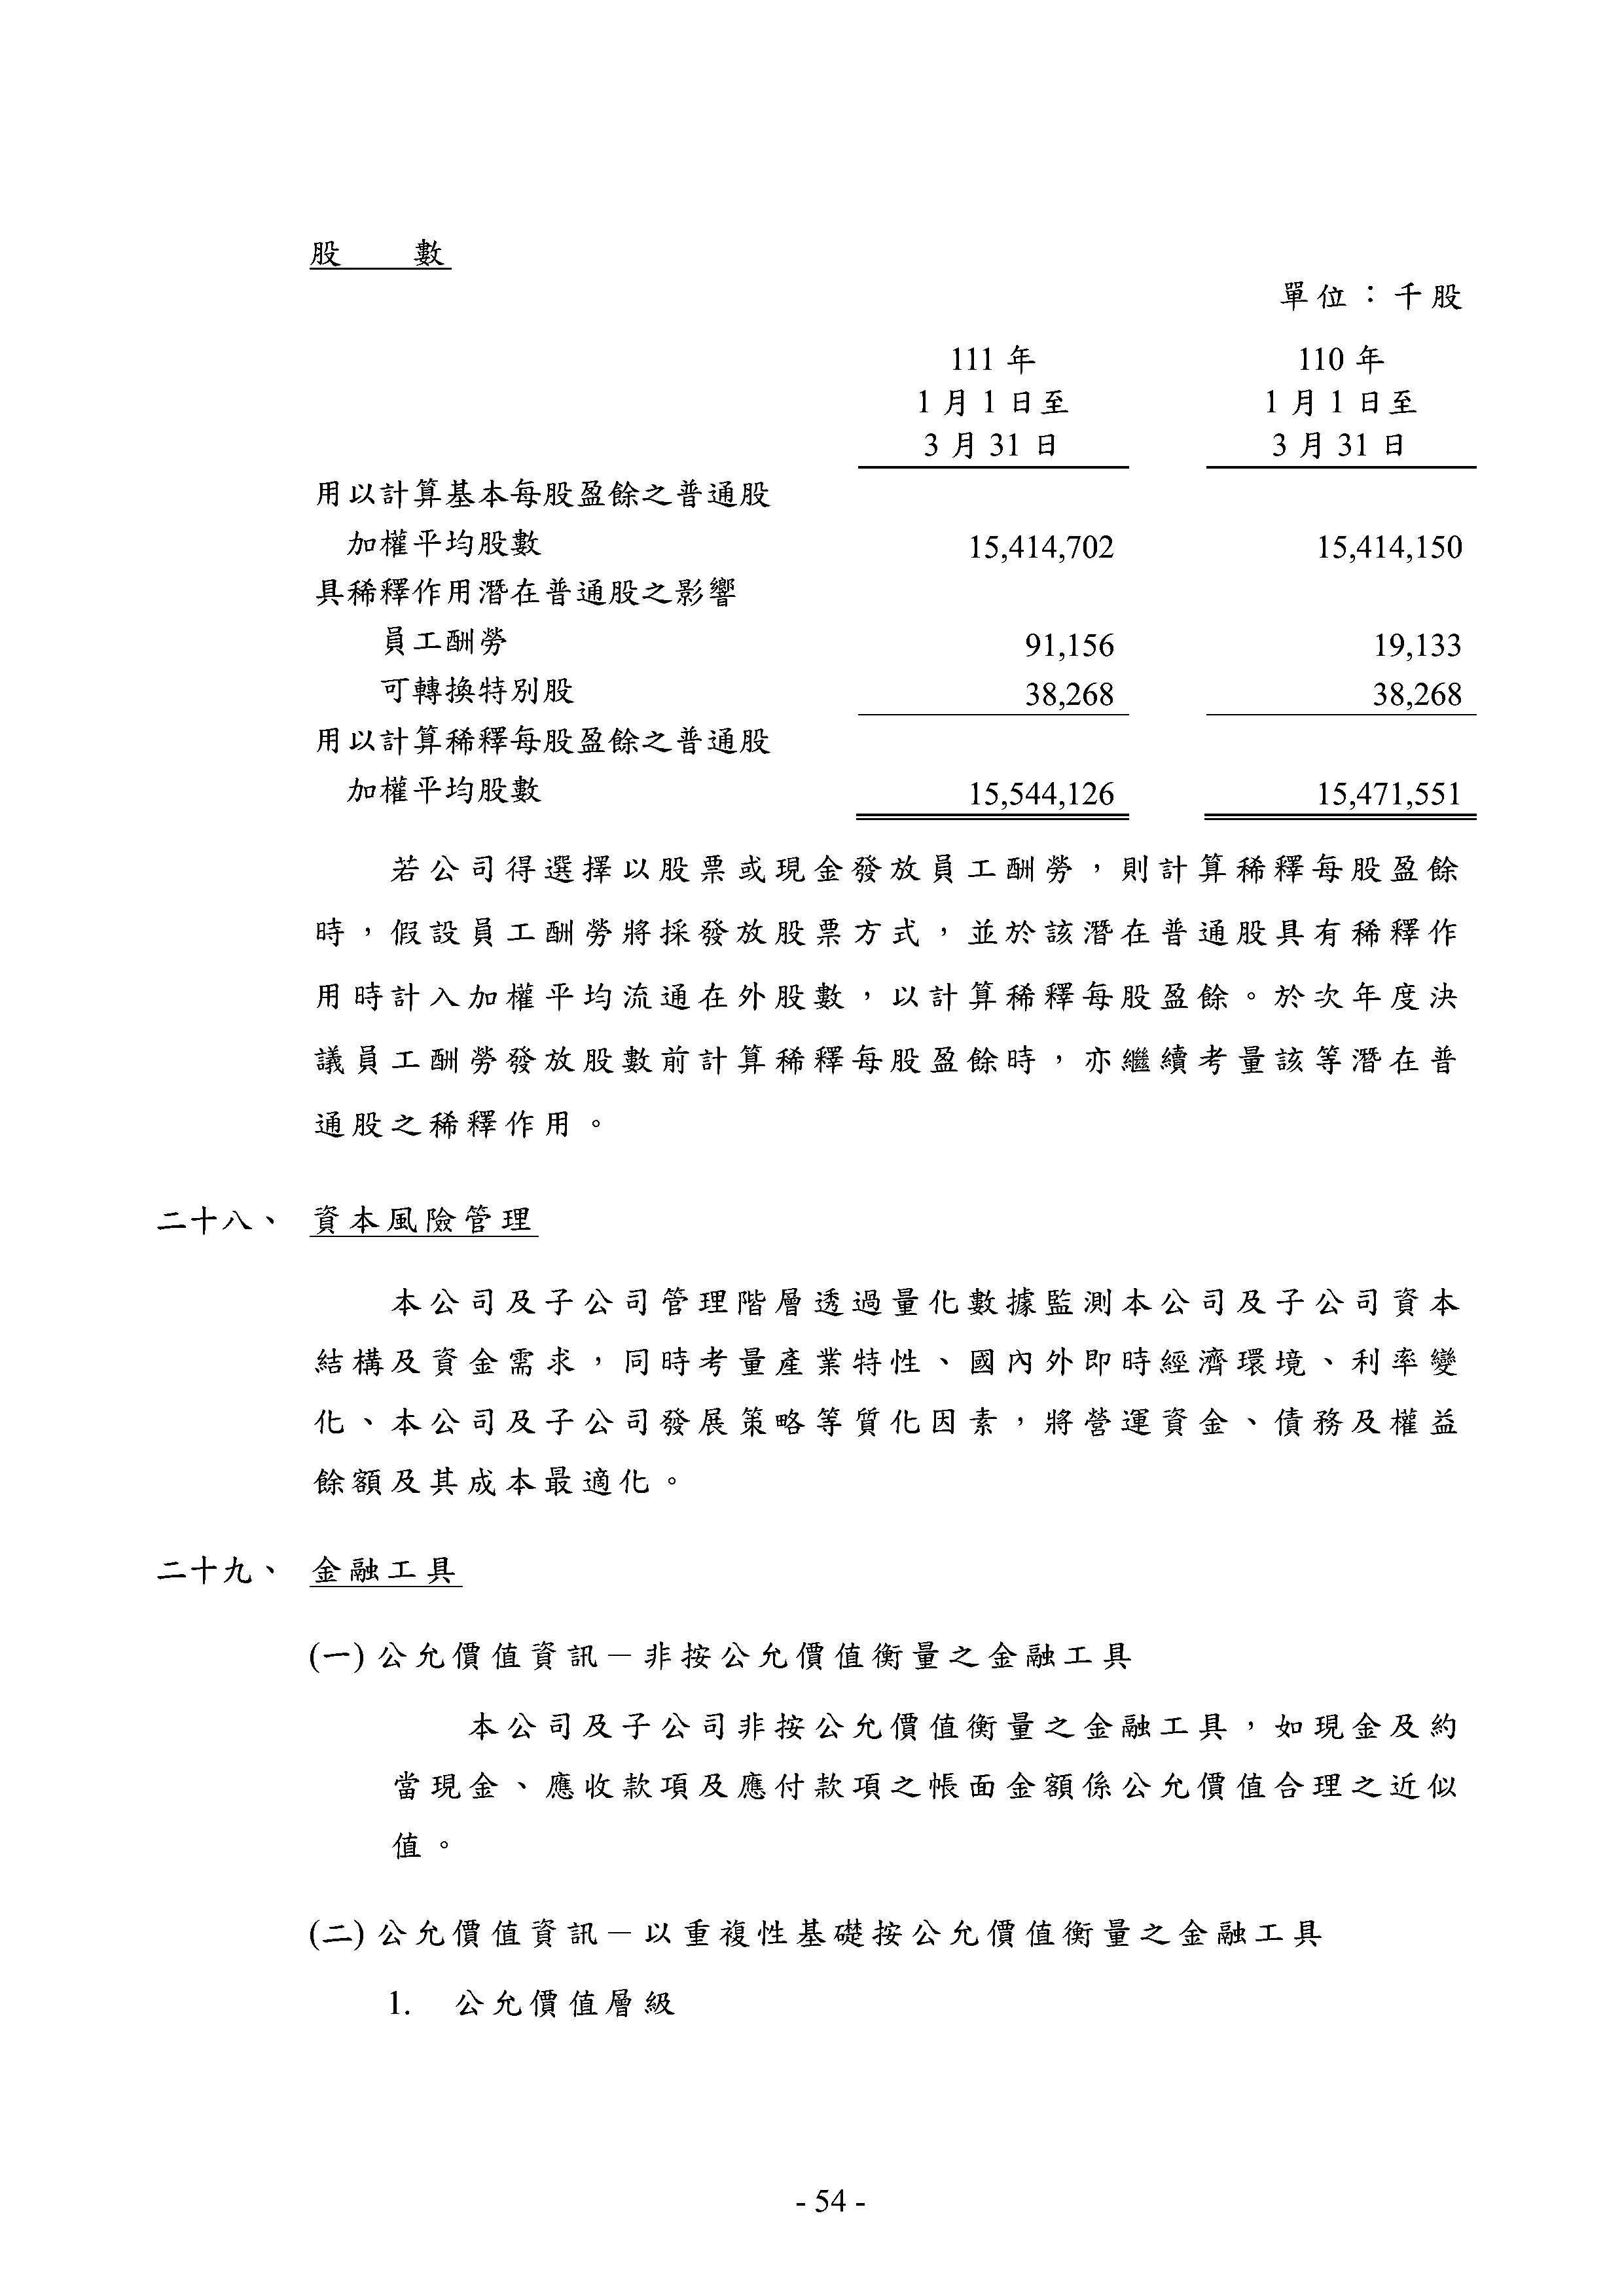 股　　數
單位：千股
111 年　110 年
1 月 1 日至　1 月 1 日至
3 月 31 日　3 月 31 日
用以計算基本每股盈餘之普通股
加權平均股數　15,414,702　15,414,150
具稀釋作用潛在普通股之影響
員工酬勞　91,156　19,133
可轉換特別股　38,268　38,268
用以計算稀釋每股盈餘之普通股
加權平均股數　15,544,126　15,471,551
若公司得選擇以股票或現金發放員工酬勞，則計算稀釋每股盈餘
時，假設員工酬勞將採發放股票方式，並於該潛在普通股具有稀釋作
用時計入加權平均流通在外股數，以計算稀釋每股盈餘。於次年度決
議員工酬勞發放股數前計算稀釋每股盈餘時，亦繼續考量該等潛在普
通股之稀釋作用。
二十八、資本風險管理
本公司及子公司管理階層透過量化數據監測本公司及子公司資本
結構及資金需求，同時考量產業特性、國內外即時經濟環境、利率變
化、本公司及子公司發展策略等質化因素，將營運資金、債務及權益
餘額及其成本最適化。
二十九、金融工具
(一) 公允價值資訊－非按公允價值衡量之金融工具
本公司及子公司非按公允價值衡量之金融工具，如現金及約
當現金、應收款項及應付款項之帳面金額係公允價值合理之近似
值。
(二) 公允價值資訊－以重複性基礎按公允價值衡量之金融工具
1. 公允價值層級
- 54 -